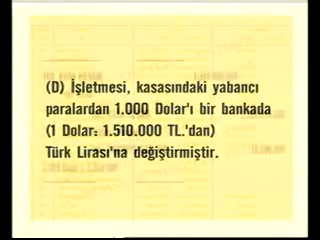 (D) İşletmesi, kasasındaki yabancı
paralardan 1.000 Dolar'ı bir bankada
(1 Dolar: 1.510.000 TL.'dan)
Türk Lirası'na değiştirmiştir.